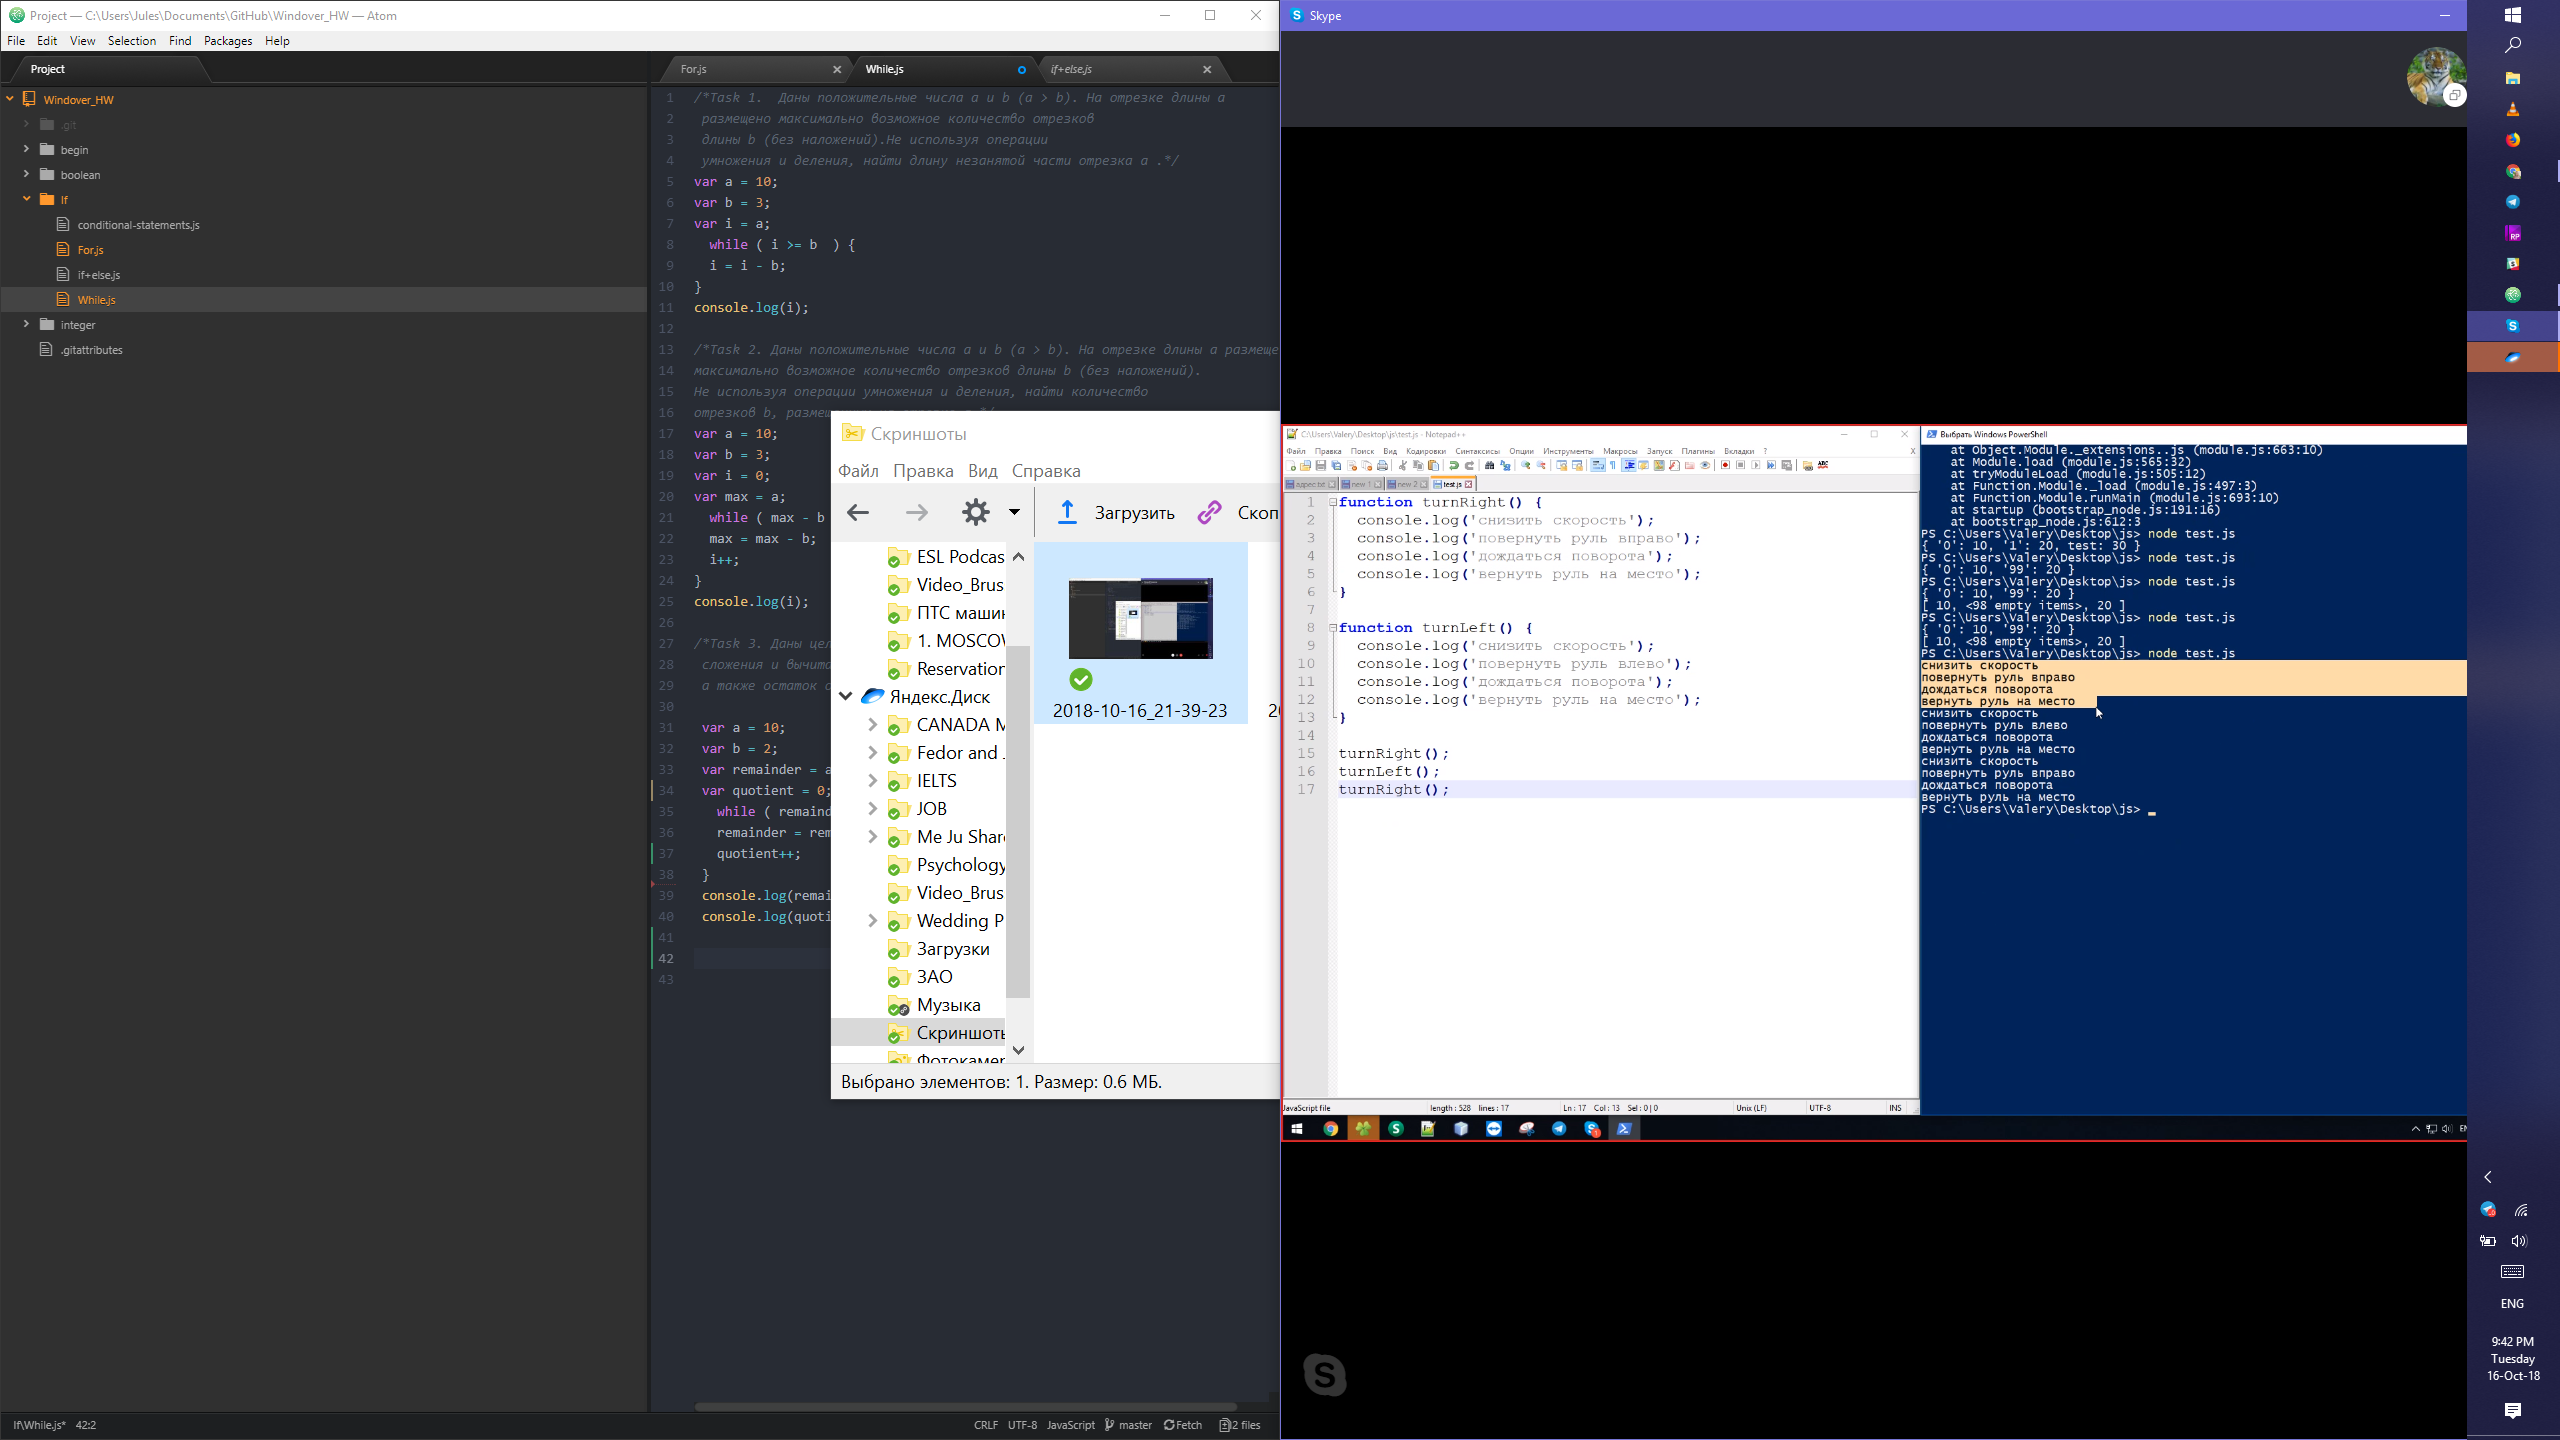 Project — C:\Users\Jules\Documents\GitHub\Windover_HW — Atom
File Edit View Selection Find Packages Help
Project
Windover_HW
.git
begin
boolean
If
conditional-statements.js
For.js
if+else.js
While.js
integer
.gitattributes
For.js
While.js
if+else.js
1 /*Task 1.  Даны положительные числа a и b (a > b). На отрезке длины a
2 размещено максимально возможное количество отрезков
3 длины b (без наложений).Не используя операции
4 умножения и деления, найти длину незанятой части отрезка a .*/
5 var a = 10;
6 var b = 3;
7 var i = a;
8 while ( i >= b  ) {
9 i = i - b;
10 }
11 console.log(i);
12
13 /*Task 2. Даны положительные числа a и b (a > b). На отрезке длины a размеще
14 максимально возможное количество отрезков длины b (без наложений).
15 Не используя операции умножения и деления, найти количество
16 отрезков b,
17 var a = 10;
18 var b = 3;
19 var i = 0;
20 var max = a;
21 while ( max - b
22 max = max - b;
23 i++;
24 }
25 console.log(i);
26
27 /*Task 3. Даны цел
28 сложения и вычита
29 а также остаток о
30
31 var a = 10;
32 var b = 2;
33 var remainder = a
34 var quotient = 0;
35 while ( remaind
36 remainder = rem
37 quotient++;
38 }
39 console.log(remai
40 console.log(quoti
41
42
43
If\While.js* 42:2
CRLF UTF-8 JavaScript master Fetch 2 files
Скриншоты
Файл Правка Вид Справка
Загрузить Скоп
ESL Podcas
Video_Brus
ПТС машин
1. MOSCOW
Reservation
Яндекс.Диск
CANADA M
Fedor and J
IELTS
JOB
Me Ju Shar
Psychology
Video_Brus
Wedding P
Загрузки
ЗАО
Музыка
Скриншоты
Фотокамер
2018-10-16_21-39-23
20
Выбрано элементов: 1. Размер: 0.6 МБ.
Skype
C:\Users\Valery\Desktop\js\test.js - Notepad++
Файл Правка Поиск Вид Кодировки Синтаксисы Опции Инструменты Макросы Запуск Плагины Вкладки ? X
адрес.txt new 1 new 2 test.js
1 function turnRight() {
2 console.log('снизить скорость');
3 console.log('повернуть руль вправо');
4 console.log('дождаться поворота');
5 console.log('вернуть руль на место');
6 }
7
8 function turnLeft() {
9 console.log('снизить скорость');
10 console.log('повернуть руль влево');
11 console.log('дождаться поворота');
12 console.log('вернуть руль на место');
13 }
14
15 turnRight();
16 turnLeft();
17 turnRight();
JavaScript file length : 528 lines : 17 Ln : 17 Col : 13 Sel : 0 | 0 Unix (LF) UTF-8 INS
Выбрать Windows PowerShell
at Object.Module._extensions..js (module.js:663:10)
at Module.load (module.js:565:32)
at tryModuleLoad (module.js:505:12)
at Function.Module._load (module.js:497:3)
at Function.Module.runMain (module.js:693:10)
at startup (bootstrap_node.js:191:16)
at bootstrap_node.js:612:3
PS C:\Users\Valery\Desktop\js> node test.js
{ '0': 10, '1': 20, test: 30 }
PS C:\Users\Valery\Desktop\js> node test.js
{ '0': 10, '99': 20 }
PS C:\Users\Valery\Desktop\js> node test.js
{ '0': 10, '99': 20 }
[ 10, <98 empty items>, 20 ]
PS C:\Users\Valery\Desktop\js> node test.js
{ '0': 10, '99': 20 }
[ 10, <98 empty items>, 20 ]
PS C:\Users\Valery\Desktop\js> node test.js
снизить скорость
повернуть руль вправо
дождаться поворота
вернуть руль на место
снизить скорость
повернуть руль влево
дождаться поворота
вернуть руль на место
снизить скорость
повернуть руль вправо
дождаться поворота
вернуть руль на место
PS C:\Users\Valery\Desktop\js> _
ENG
9:42 PM
Tuesday
16-Oct-18